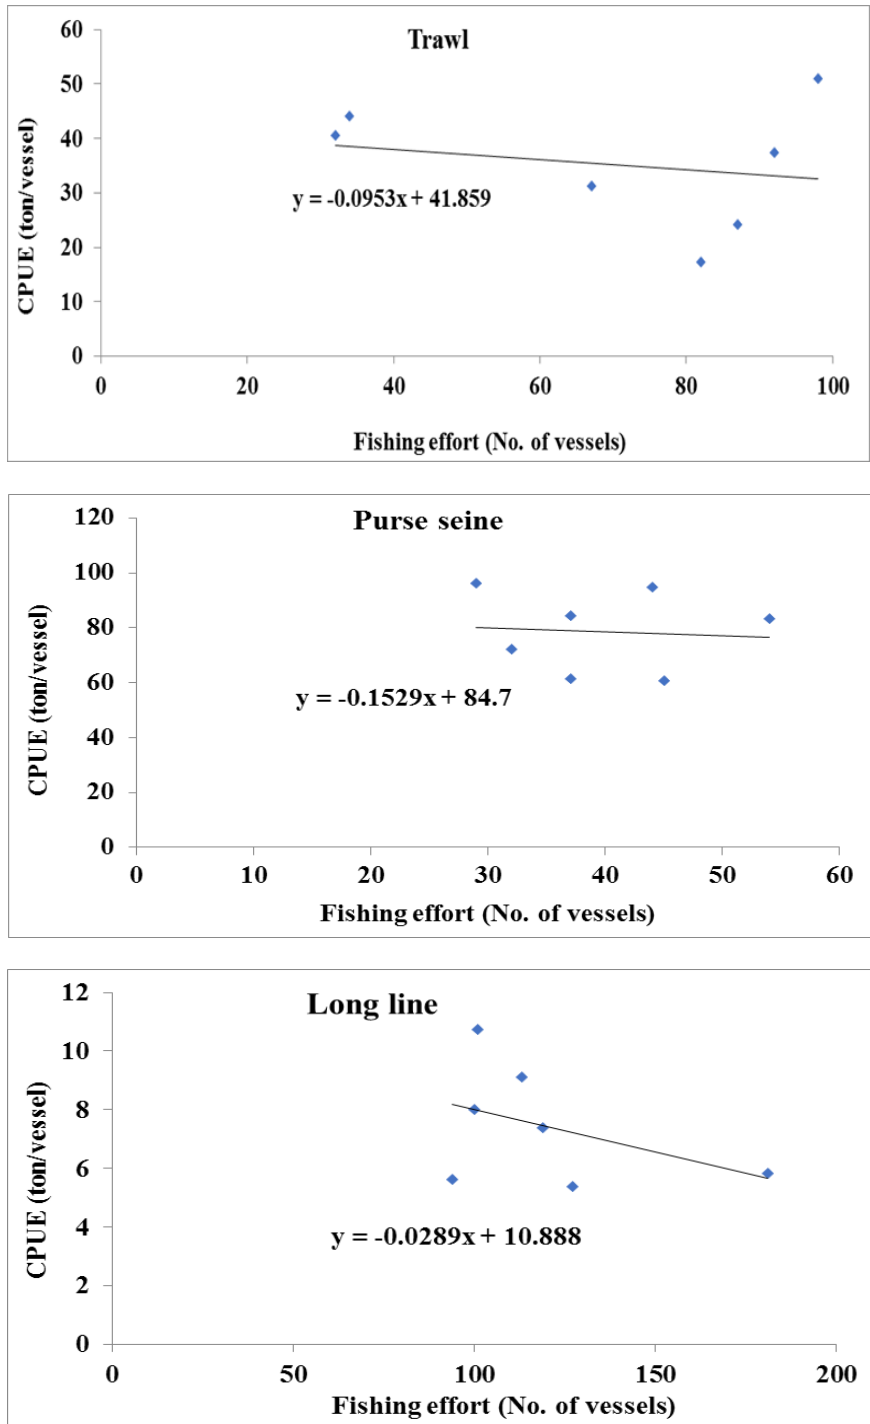 Trawl
60
50
40
30
20
10
0
CPUE (ton/vessel)
y = -0.0953x + 41.859
0 20 40 60 80 100
Fishing effort (No. of vessels)
Purse seine
120
100
80
60
40
20
0
CPUE (ton/vessel)
y = -0.1529x + 84.7
0 10 20 30 40 50 60
Fishing effort (No. of vessels)
Long line
12
10
8
6
4
2
0
CPUE (ton/vessel)
y = -0.0289x + 10.888
0 50 100 150 200
Fishing effort (No. of vessels)